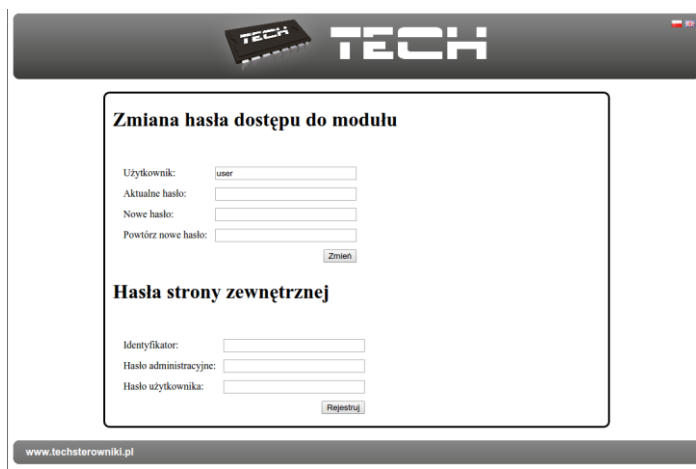 TECH TECH
Zmiana hasła dostępu do modułu
Użytkownik: user
Aktualne hasło:
Nowe hasło:
Powtórz nowe hasło:
Zmień
Hasła strony zewnętrznej
Identyfikator:
Hasło administracyjne:
Hasło użytkownika:
Rejestruj
www.techsterowniki.pl